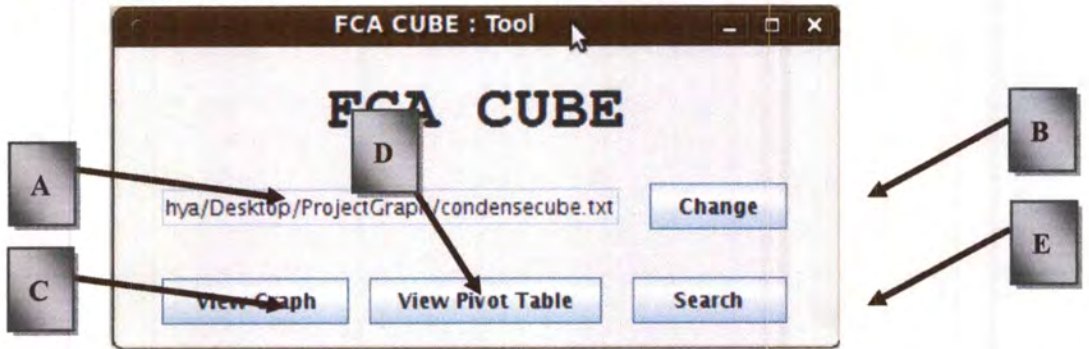 FCA CUBE : Tool
FCA CUBE
D
B
A
hya/Desktop/ProjectGraph/condensecube.txt
Change
E
C
View Graph
View Pivot Table
Search